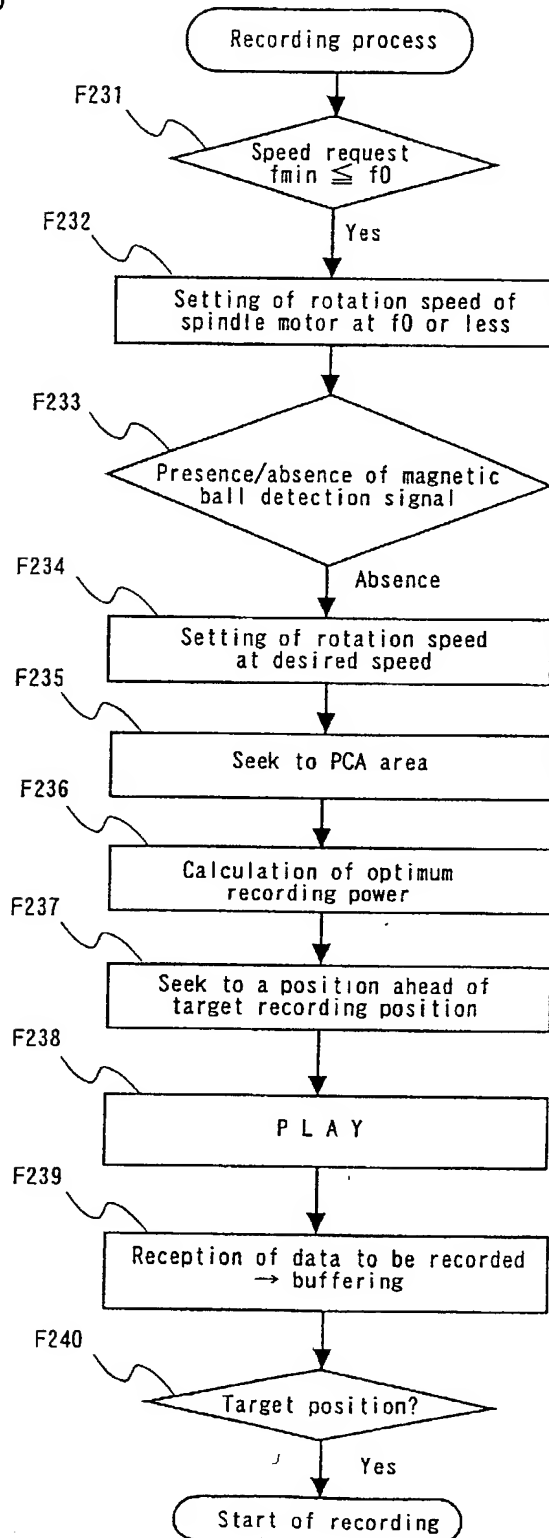 Recording process
F231
Speed request
fmin ≦ f0
F232
Yes
Setting of rotation speed of
spindle motor at f0 or less
F233
Presence/absence of magnetic
ball detection signal
F234
Absence
Setting of rotation speed
at desired speed
F235
Seek to PCA area
F236
Calculation of optimum
recording power
F237
Seek to a position ahead of
target recording position
F238
P L A Y
F239
Reception of data to be recorded
→ buffering
F240
Target position?
Yes
Start of recording